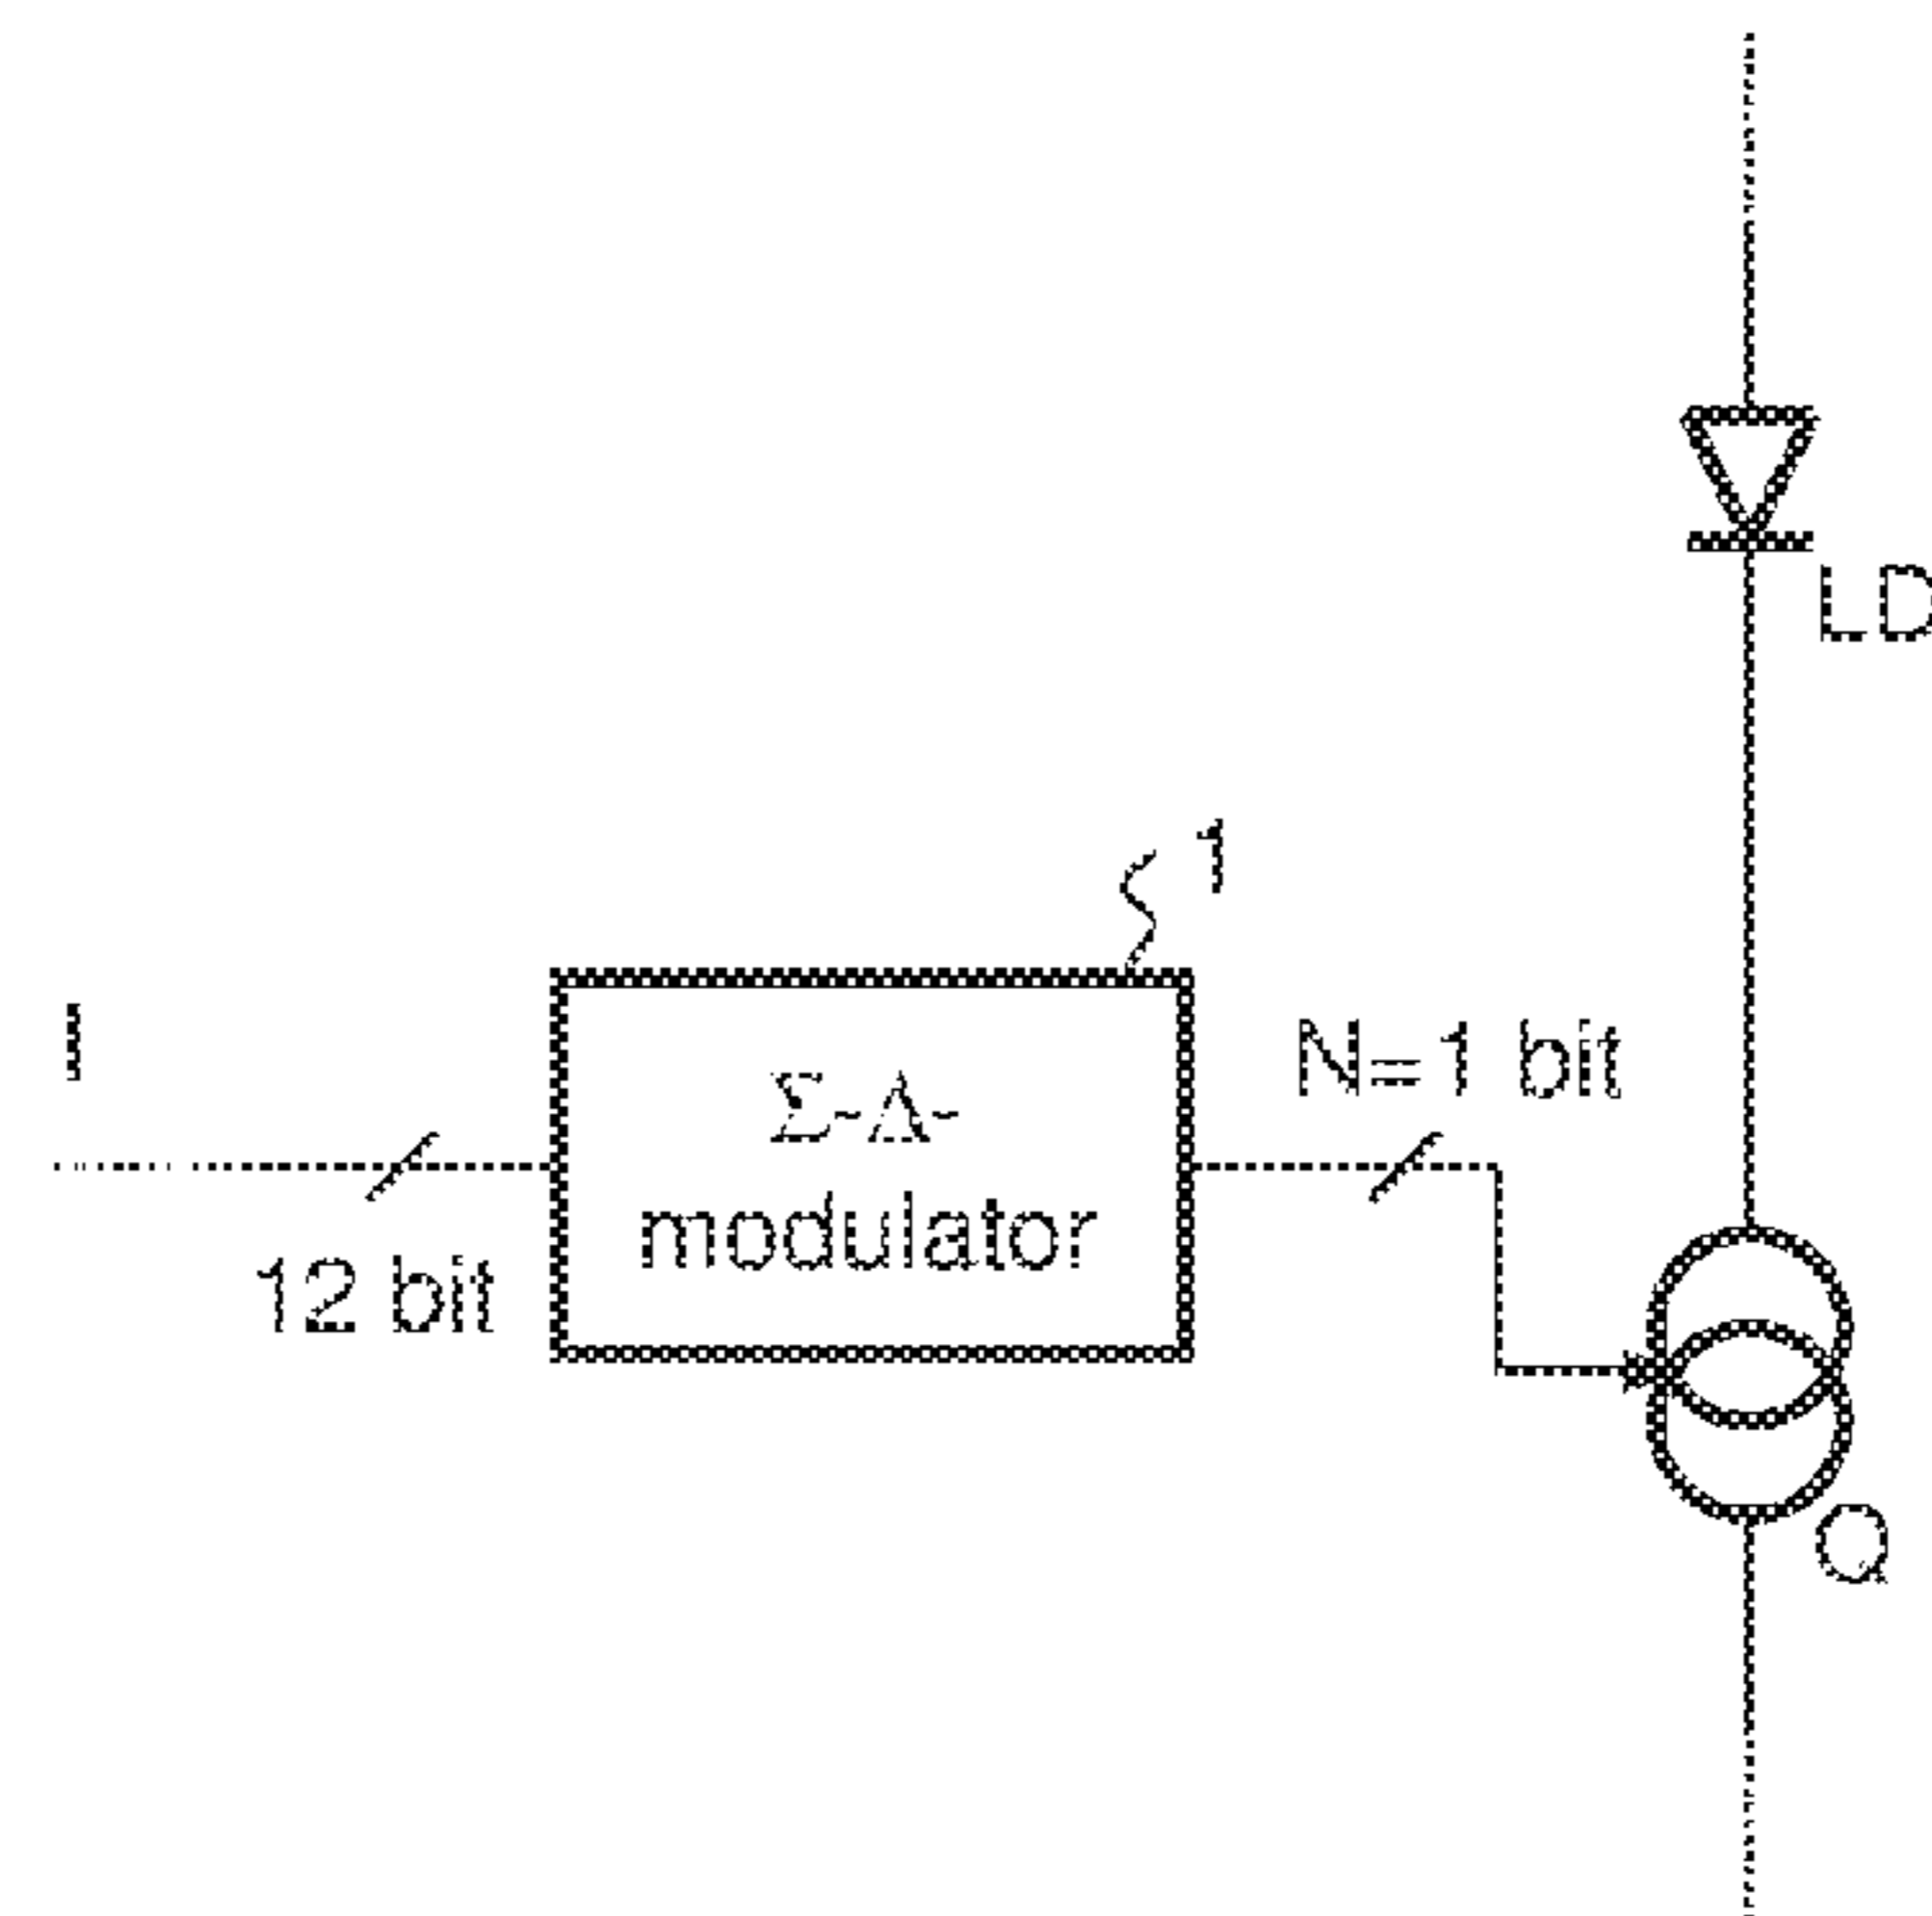 LD
1
I
N=1 bit
Σ-Δ-
modulator
12 bit
Q